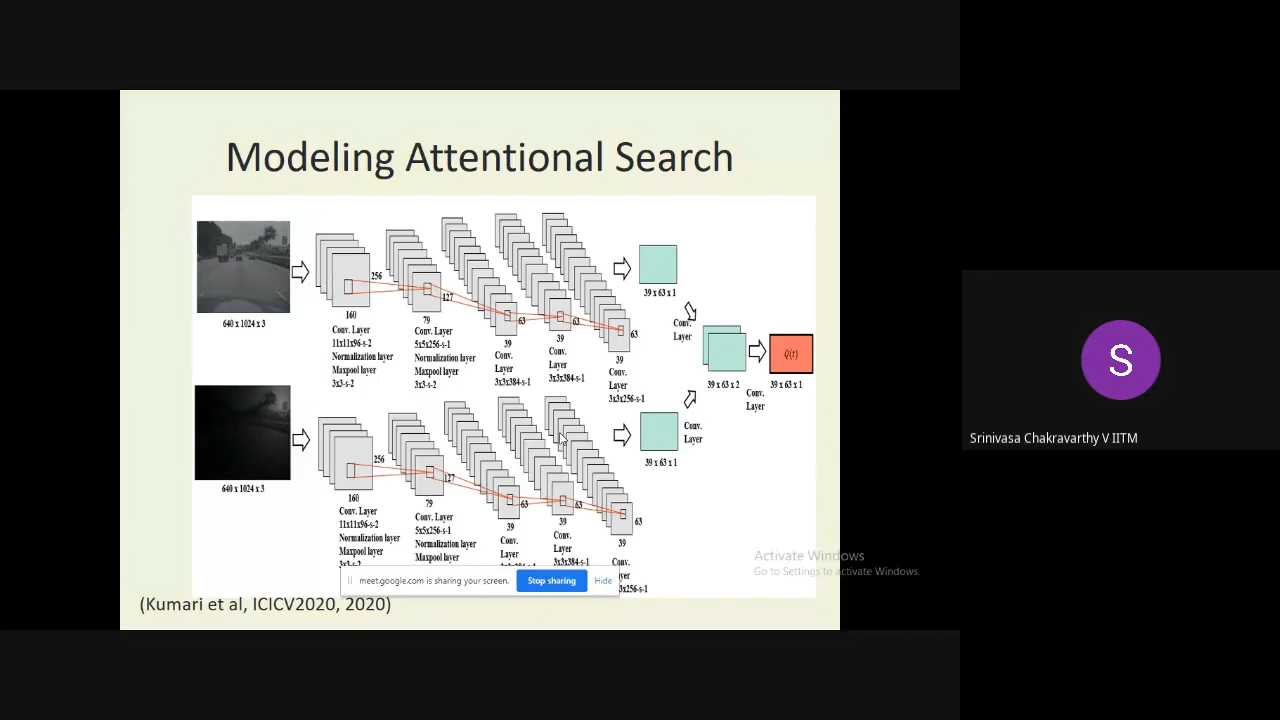 Modeling Attentional Search
640 x 1024 x 3
256
160
Conv. Layer
11x11x96-s-2
Normalization layer
Maxpool layer
3x3-s-2
127
79
Conv. Layer
5x5x256-s-1
Normalization layer
Maxpool layer
3x3-s-2
63
39
Conv.
Layer
3x3x384-s-1
63
39
Conv.
Layer
3x3x384-s-1
63
39
Conv.
Layer
3x3x256-s-1
39 x 63 x 1
Conv.
Layer
39 x 63 x 2
Q(t)
39 x 63 x 1
Conv.
Layer
640 x 1024 x 3
256
160
Conv. Layer
11x11x96-s-2
Normalization layer
Maxpool layer
127
79
Conv. Layer
5x5x256-s-1
Normalization layer
Maxpool layer
63
39
Conv.
Layer
63
39
Conv.
Layer
3x3x384-s-1
63
39
39 x 63 x 1
Conv.
Layer
meet.google.com is sharing your screen.
Stop sharing
Hide
(Kumari et al, ICICV2020, 2020)
Activate Windows
Go to Settings to activate Windows.
S
Srinivasa Chakravarthy V IITM